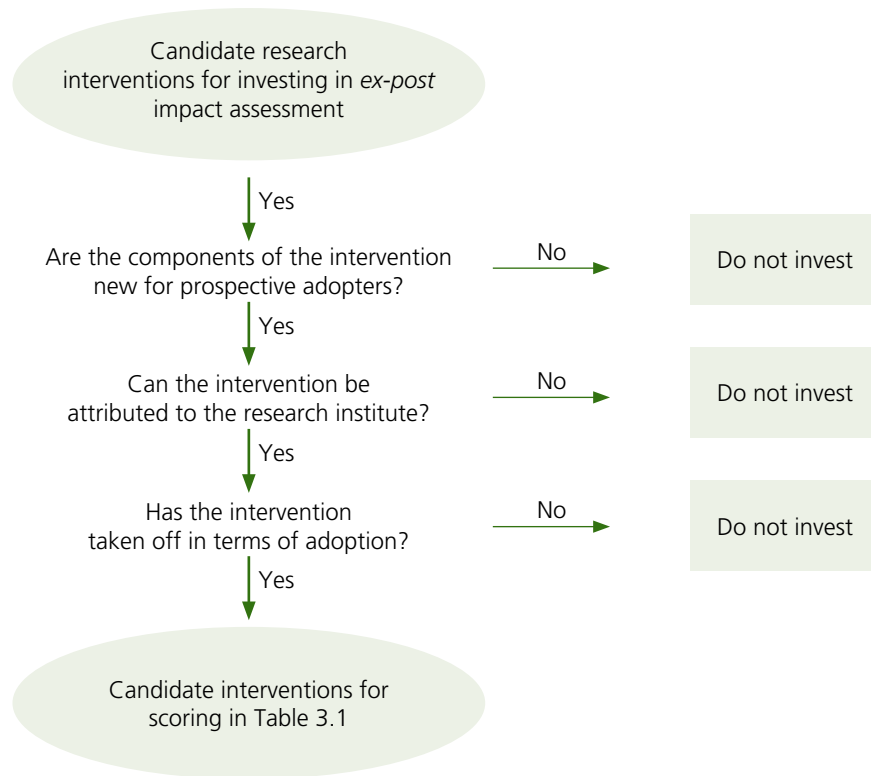 Candidate research
interventions for investing in ex-post
impact assessment
Yes
Are the components of the intervention
new for prospective adopters?
No
Do not invest
Yes
Can the intervention be
attributed to the research institute?
No
Do not invest
Yes
Has the intervention
taken off in terms of adoption?
No
Do not invest
Yes
Candidate interventions for
scoring in Table 3.1